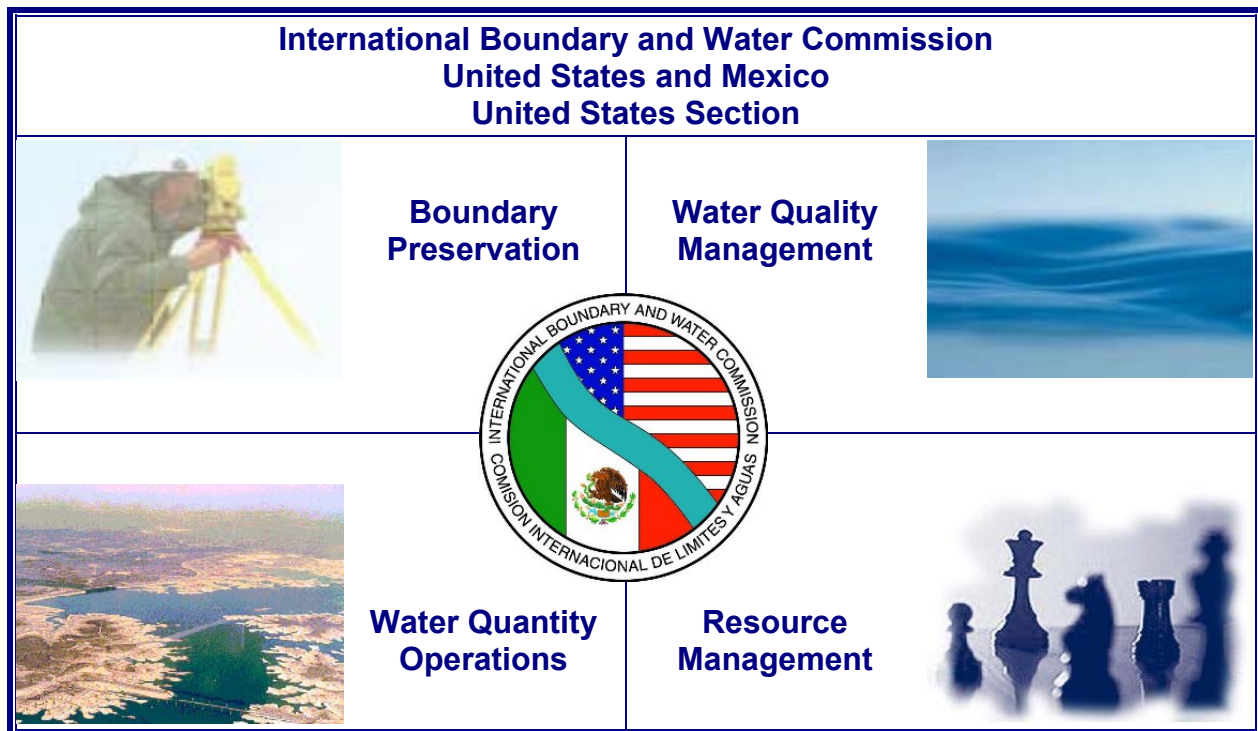 International Boundary and Water Commission
United States and Mexico
United States Section
Boundary
Preservation
Water Quality
Management
INTERNATIONAL BOUNDARY AND WATER COMMISSION
COMISION INTERNACIONAL DE LIMITES Y AGUAS
Water Quantity
Operations
Resource
Management